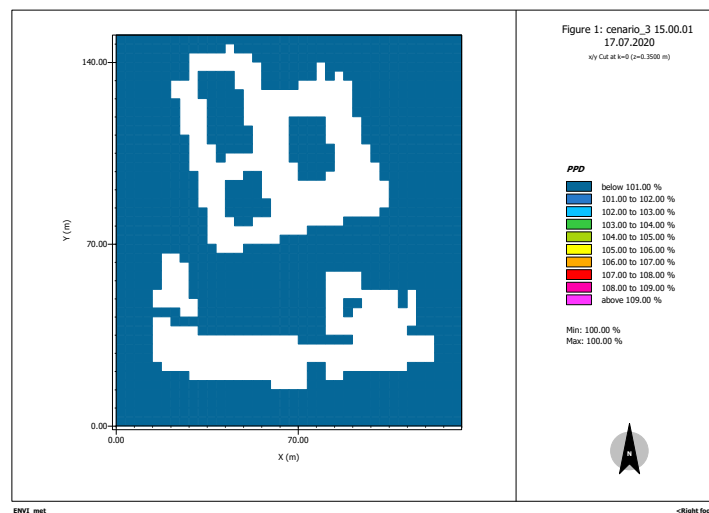 Figure 1: cenario_3 15.00.01
17.07.2020
x/y Cut at k=0 (z=0.3500 m)
140.00
70.00
0.00
Y (m)
0.00
70.00
X (m)
PPD
below 101.00 %
101.00 to 102.00 %
102.00 to 103.00 %
103.00 to 104.00 %
104.00 to 105.00 %
105.00 to 106.00 %
106.00 to 107.00 %
107.00 to 108.00 %
108.00 to 109.00 %
above 109.00 %
Min: 100.00 %
Max: 100.00 %
N
ENVI_met
<Right foo